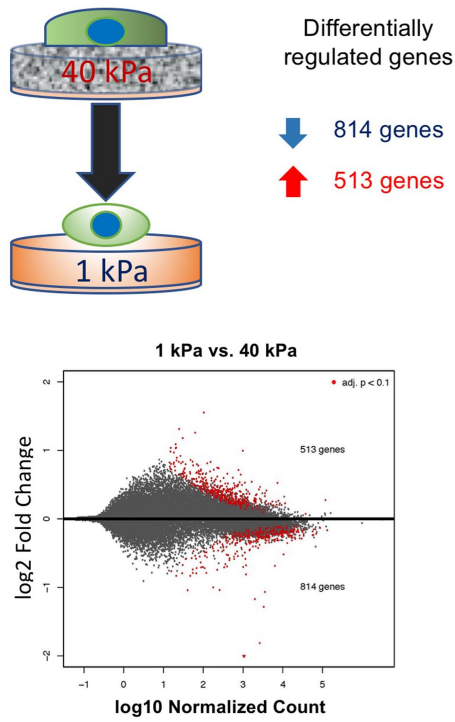 40 kPa
1 kPa
Differentially
regulated genes
814 genes
513 genes
1 kPa vs. 40 kPa
adj. p < 0.1
513 genes
814 genes
log2 Fold Change
2
1
0
−1
−2
−1 0 1 2 3 4 5
log10 Normalized Count